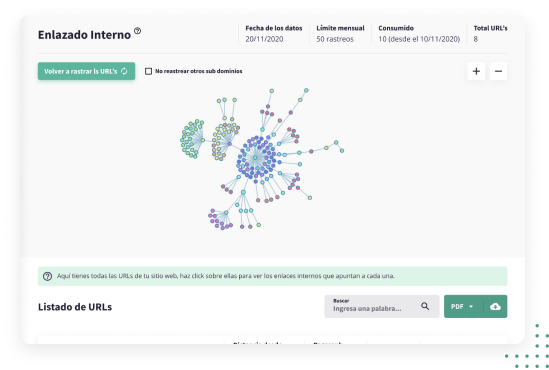 Enlazado Interno
Fecha de los datos
20/11/2020
Límite mensual
50 rastreos
Consumido
10 (desde el 10/11/2020)
Total URL's
8
Volver a rastrar ls URL's
No reastrear otros sub dominios
Aquí tienes todas las URLs de tu sitio web, haz click sobre ellas para ver los enlaces internos que apuntan a cada una.
Listado de URLs
Buscar
Ingresa una palabra...
PDF